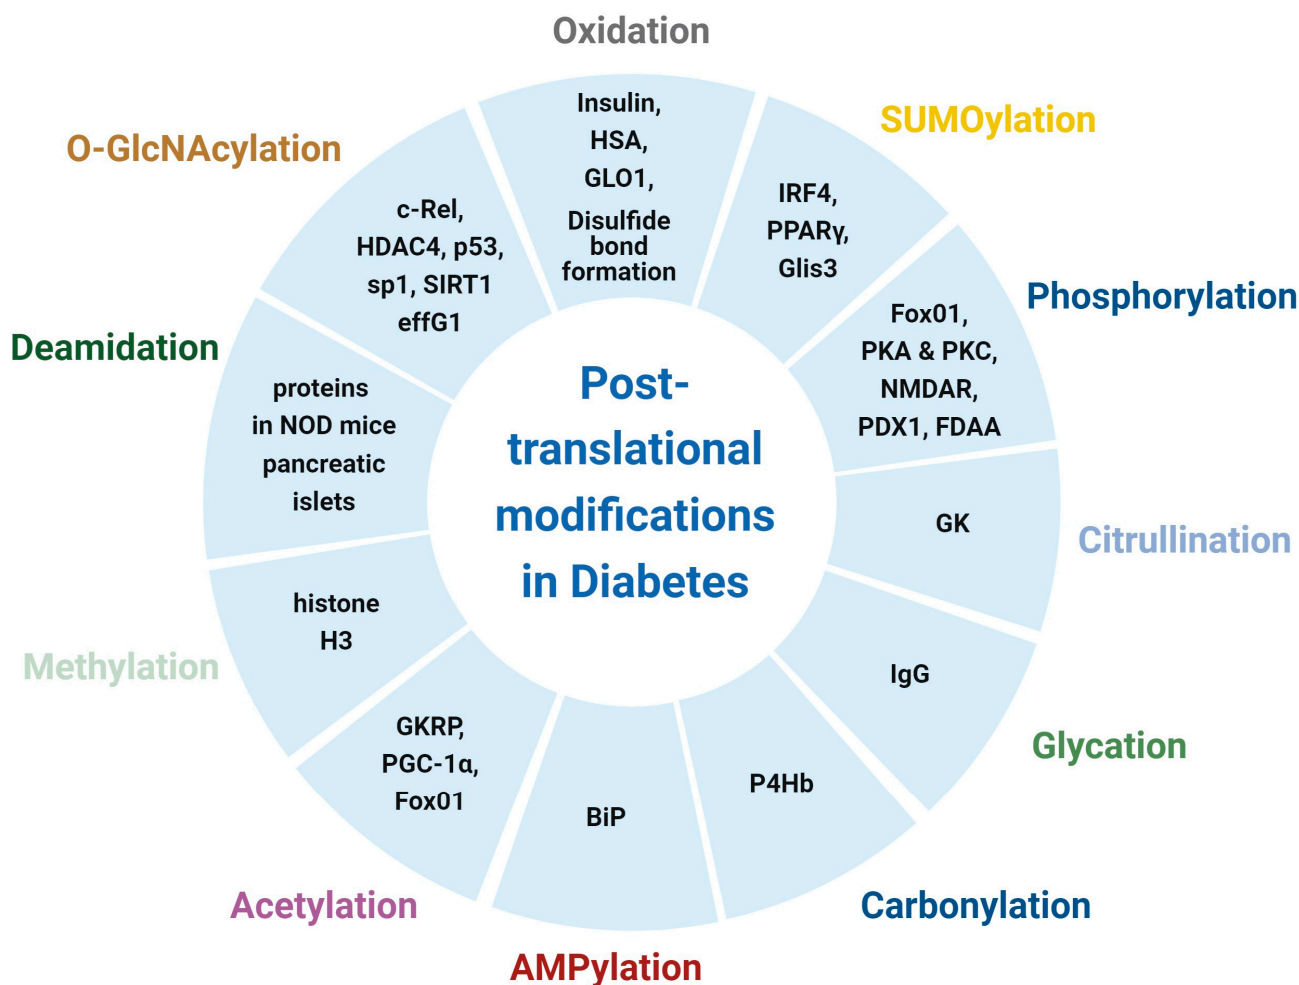 Oxidation
Insulin,
HSA,
GLO1,
Disulfide
bond
formation
SUMOylation
IRF4,
PPARγ,
Glis3
Phosphorylation
Fox01,
PKA & PKC,
NMDAR,
PDX1, FDAA
Citrullination
GK
Glycation
IgG
Carbonylation
P4Hb
AMPylation
BiP
Acetylation
GKRP,
PGC-1α,
Fox01
Methylation
histone
H3
Deamidation
proteins
in NOD mice
pancreatic
islets
O-GlcNAcylation
c-Rel,
HDAC4, p53,
sp1, SIRT1
effG1
Post-
translational
modifications
in Diabetes